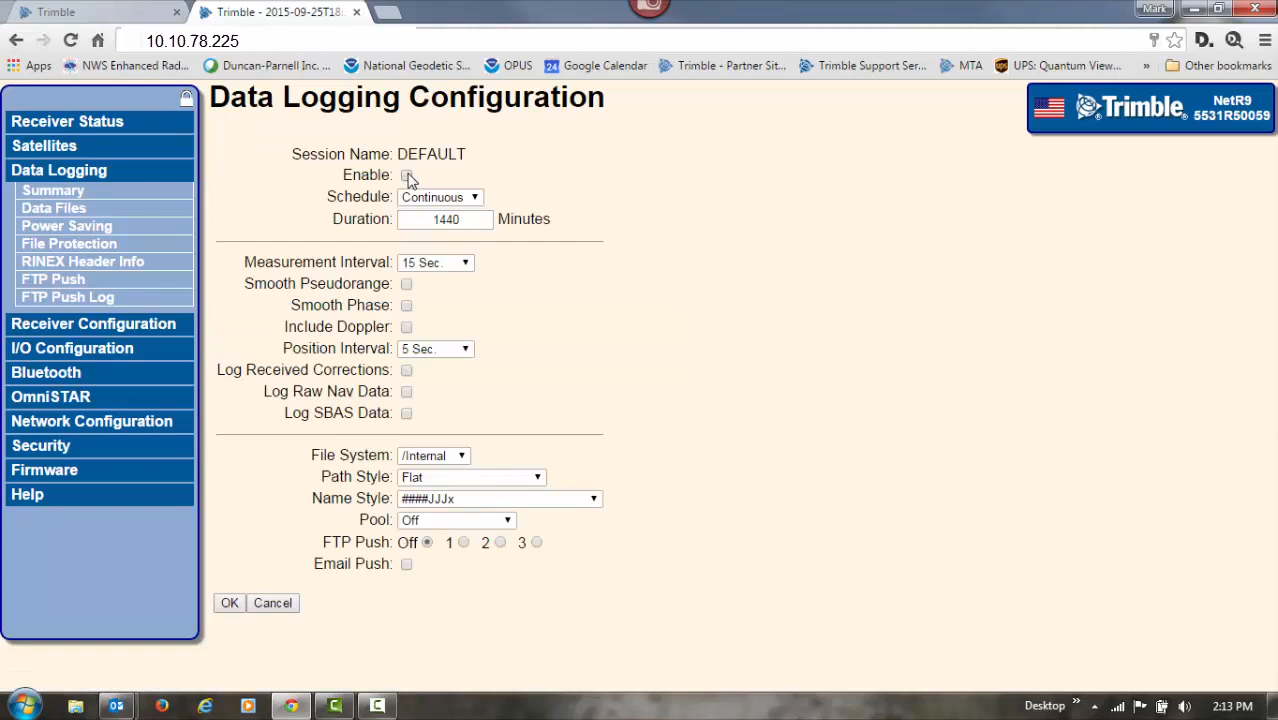 Trimble
Trimble - 2015-09-25T18:
Mark
10.10.78.225
D.
Apps
NWS Enhanced Rad...
Duncan-Parnell Inc. ...
National Geodetic S...
OPUS
24 Google Calendar
Trimble - Partner Sit...
Trimble Support Ser...
MTA
UPS: Quantum View...
»
Other bookmarks
Data Logging Configuration
Trimble.
NetR9
5531R50059
Receiver Status
Satellites
Data Logging
Summary
Data Files
Power Saving
File Protection
RINEX Header Info
FTP Push
FTP Push Log
Receiver Configuration
I/O Configuration
Bluetooth
OmniSTAR
Network Configuration
Security
Firmware
Help
Session Name: DEFAULT
Enable:
Schedule: Continuous
Duration: 1440 Minutes
Measurement Interval: 15 Sec.
Smooth Pseudorange:
Smooth Phase:
Include Doppler:
Position Interval: 5 Sec.
Log Received Corrections:
Log Raw Nav Data:
Log SBAS Data:
File System: /Internal
Path Style: Flat
Name Style: ####JJJx
Pool: Off
FTP Push: Off 1 2 3
Email Push:
OK Cancel
Desktop »
2:13 PM